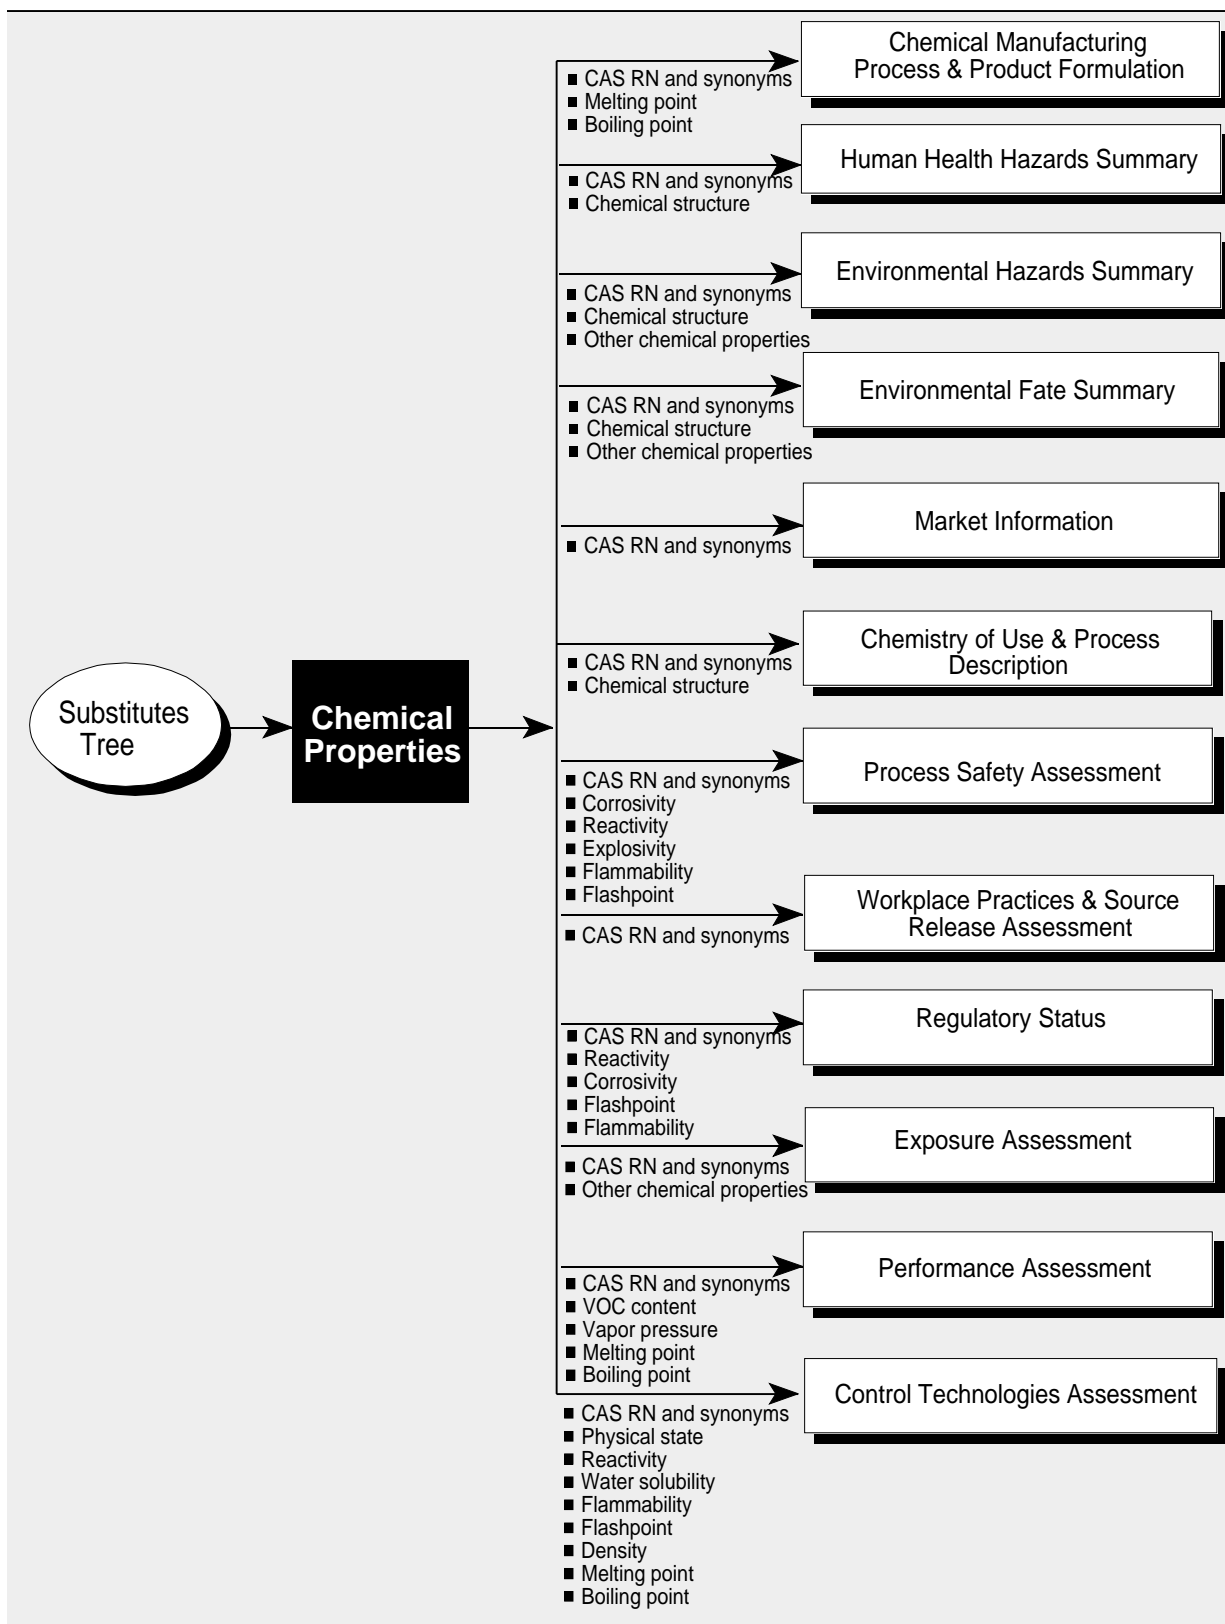 Chemical Manufacturing
Process & Product Formulation
■ CAS RN and synonyms
■ Melting point
■ Boiling point
Human Health Hazards Summary
■ CAS RN and synonyms
■ Chemical structure
Environmental Hazards Summary
■ CAS RN and synonyms
■ Chemical structure
■ Other chemical properties
Environmental Fate Summary
■ CAS RN and synonyms
■ Chemical structure
■ Other chemical properties
Market Information
■ CAS RN and synonyms
Chemistry of Use & Process
Description
■ CAS RN and synonyms
■ Chemical structure
Substitutes
Tree
Chemical
Properties
Process Safety Assessment
■ CAS RN and synonyms
■ Corrosivity
■ Reactivity
■ Explosivity
■ Flammability
■ Flashpoint
Workplace Practices & Source
Release Assessment
■ CAS RN and synonyms
Regulatory Status
■ CAS RN and synonyms
■ Reactivity
■ Corrosivity
■ Flashpoint
■ Flammability
Exposure Assessment
■ CAS RN and synonyms
■ Other chemical properties
Performance Assessment
■ CAS RN and synonyms
■ VOC content
■ Vapor pressure
■ Melting point
■ Boiling point
Control Technologies Assessment
■ CAS RN and synonyms
■ Physical state
■ Reactivity
■ Water solubility
■ Flammability
■ Flashpoint
■ Density
■ Melting point
■ Boiling point